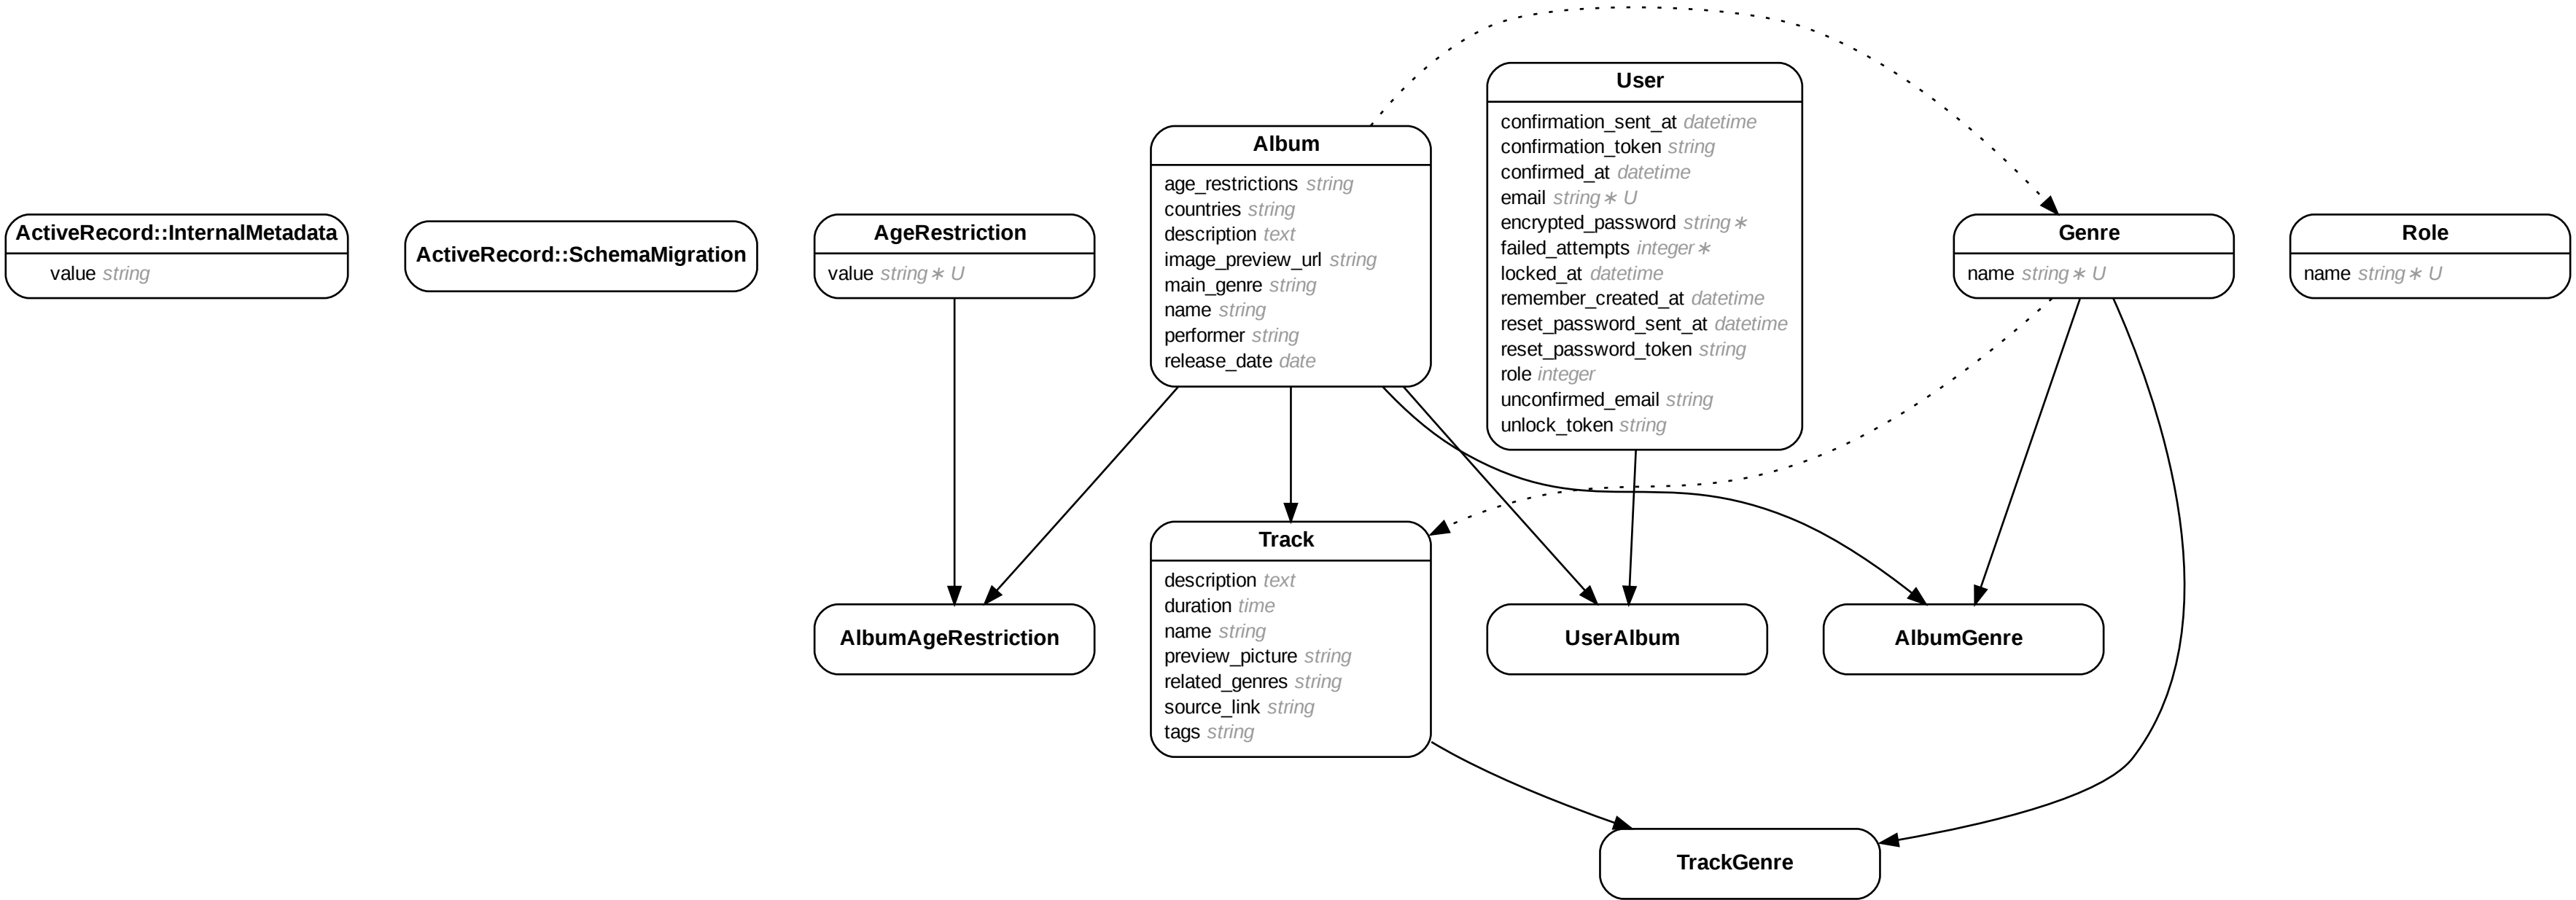 ActiveRecord::InternalMetadata
value string
ActiveRecord::SchemaMigration
AgeRestriction
value string∗ U
Album
age_restrictions string
countries string
description text
image_preview_url string
main_genre string
name string
performer string
release_date date
User
confirmation_sent_at datetime
confirmation_token string
confirmed_at datetime
email string∗ U
encrypted_password string∗
failed_attempts integer∗
locked_at datetime
remember_created_at datetime
reset_password_sent_at datetime
reset_password_token string
role integer
unconfirmed_email string
unlock_token string
Genre
name string∗ U
Role
name string∗ U
AlbumAgeRestriction
Track
description text
duration time
name string
preview_picture string
related_genres string
source_link string
tags string
UserAlbum
AlbumGenre
TrackGenre